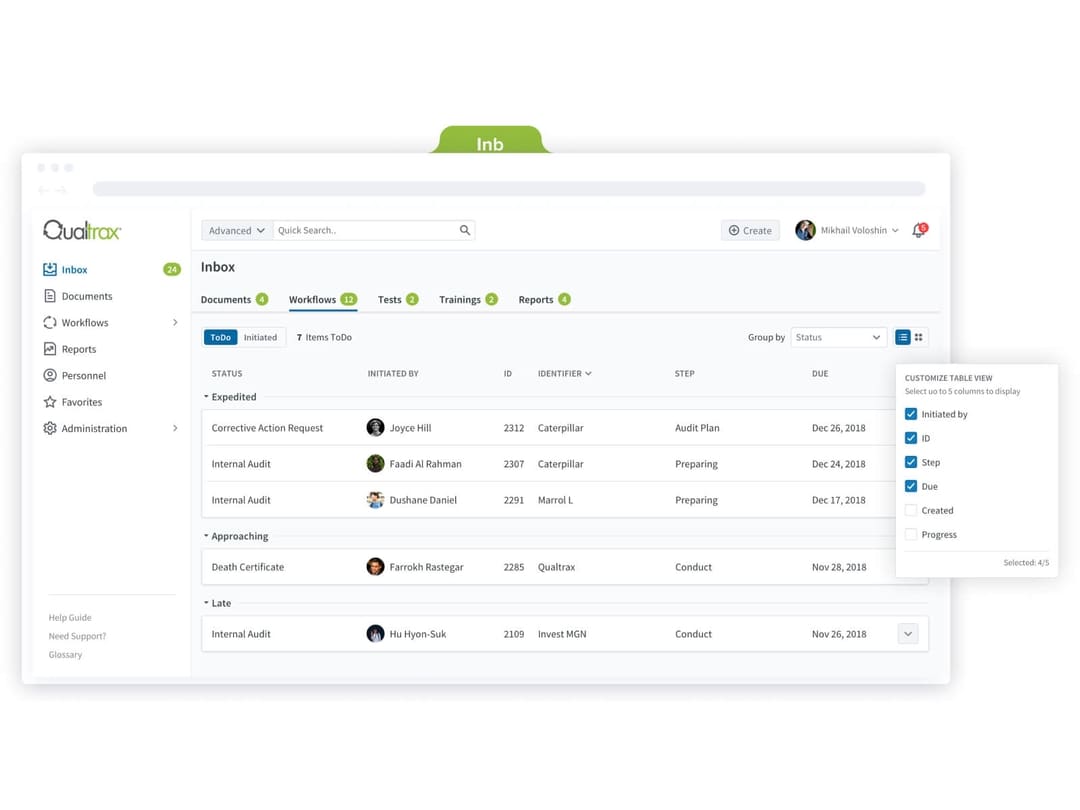 Inb
Qualtrax
Advanced
Quick Search..
Create
Mikhail Voloshin
5
Inbox 24
Documents
Workflows
Reports
Personnel
Favorites
Administration
Help Guide
Need Support?
Glossary
Inbox
Documents 4 Workflows 12 Tests 2 Trainings 2 Reports 4
ToDo Initiated 7 Items ToDo Group by Status
STATUS INITIATED BY ID IDENTIFIER STEP DUE
Expedited
Corrective Action Request Joyce Hill 2312 Caterpillar Audit Plan Dec 26, 2018
Internal Audit Faadi Al Rahman 2307 Caterpillar Preparing Dec 24, 2018
Internal Audit Dushane Daniel 2291 Marrol L Preparing Dec 17, 2018
Approaching
Death Certificate Farrokh Rastegar 2285 Qualtrax Conduct Nov 28, 2018
Late
Internal Audit Hu Hyon-Suk 2109 Invest MGN Conduct Nov 26, 2018
CUSTOMIZE TABLE VIEW
Select uo to 5 columns to display
Initiated by
ID
Step
Due
Created
Progress
Selected: 4/5